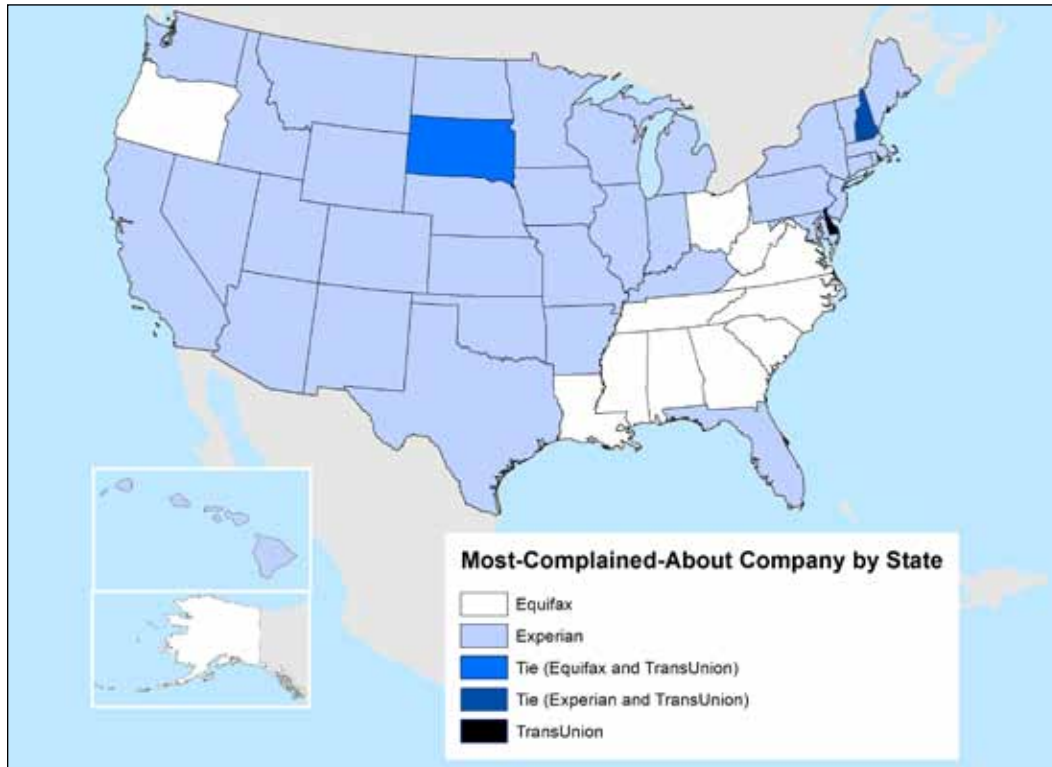 Most-Complained-About Company by State
Equifax
Experian
Tie (Equifax and TransUnion)
Tie (Experian and TransUnion)
TransUnion